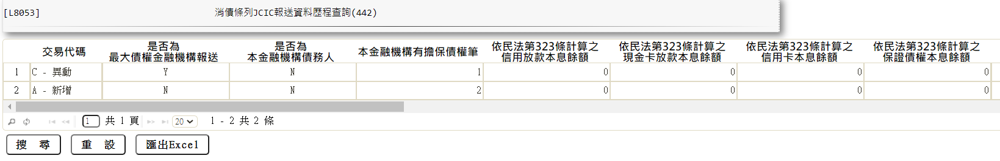 [L8053] 消債條例JCIC報送資料歷程查詢(442)
交易代碼 是否為 是否為 本金融機構有擔保債權筆 依民法第323條計算之 依民法第323條計算之 依民法第323條計算之 依民法第323條計算之
最大債權金融機構報送 本金融機構債務人 信用放款本息餘額 現金卡放款本息餘額 信用卡本息餘額 保證債權本息餘額
1 C - 異動 Y N 1 0 0 0 0
2 A - 新增 N N 2 0 0 0 0
1 共 1 頁 20 1 - 2 共 2 條
搜 尋 重 設 匯出Excel